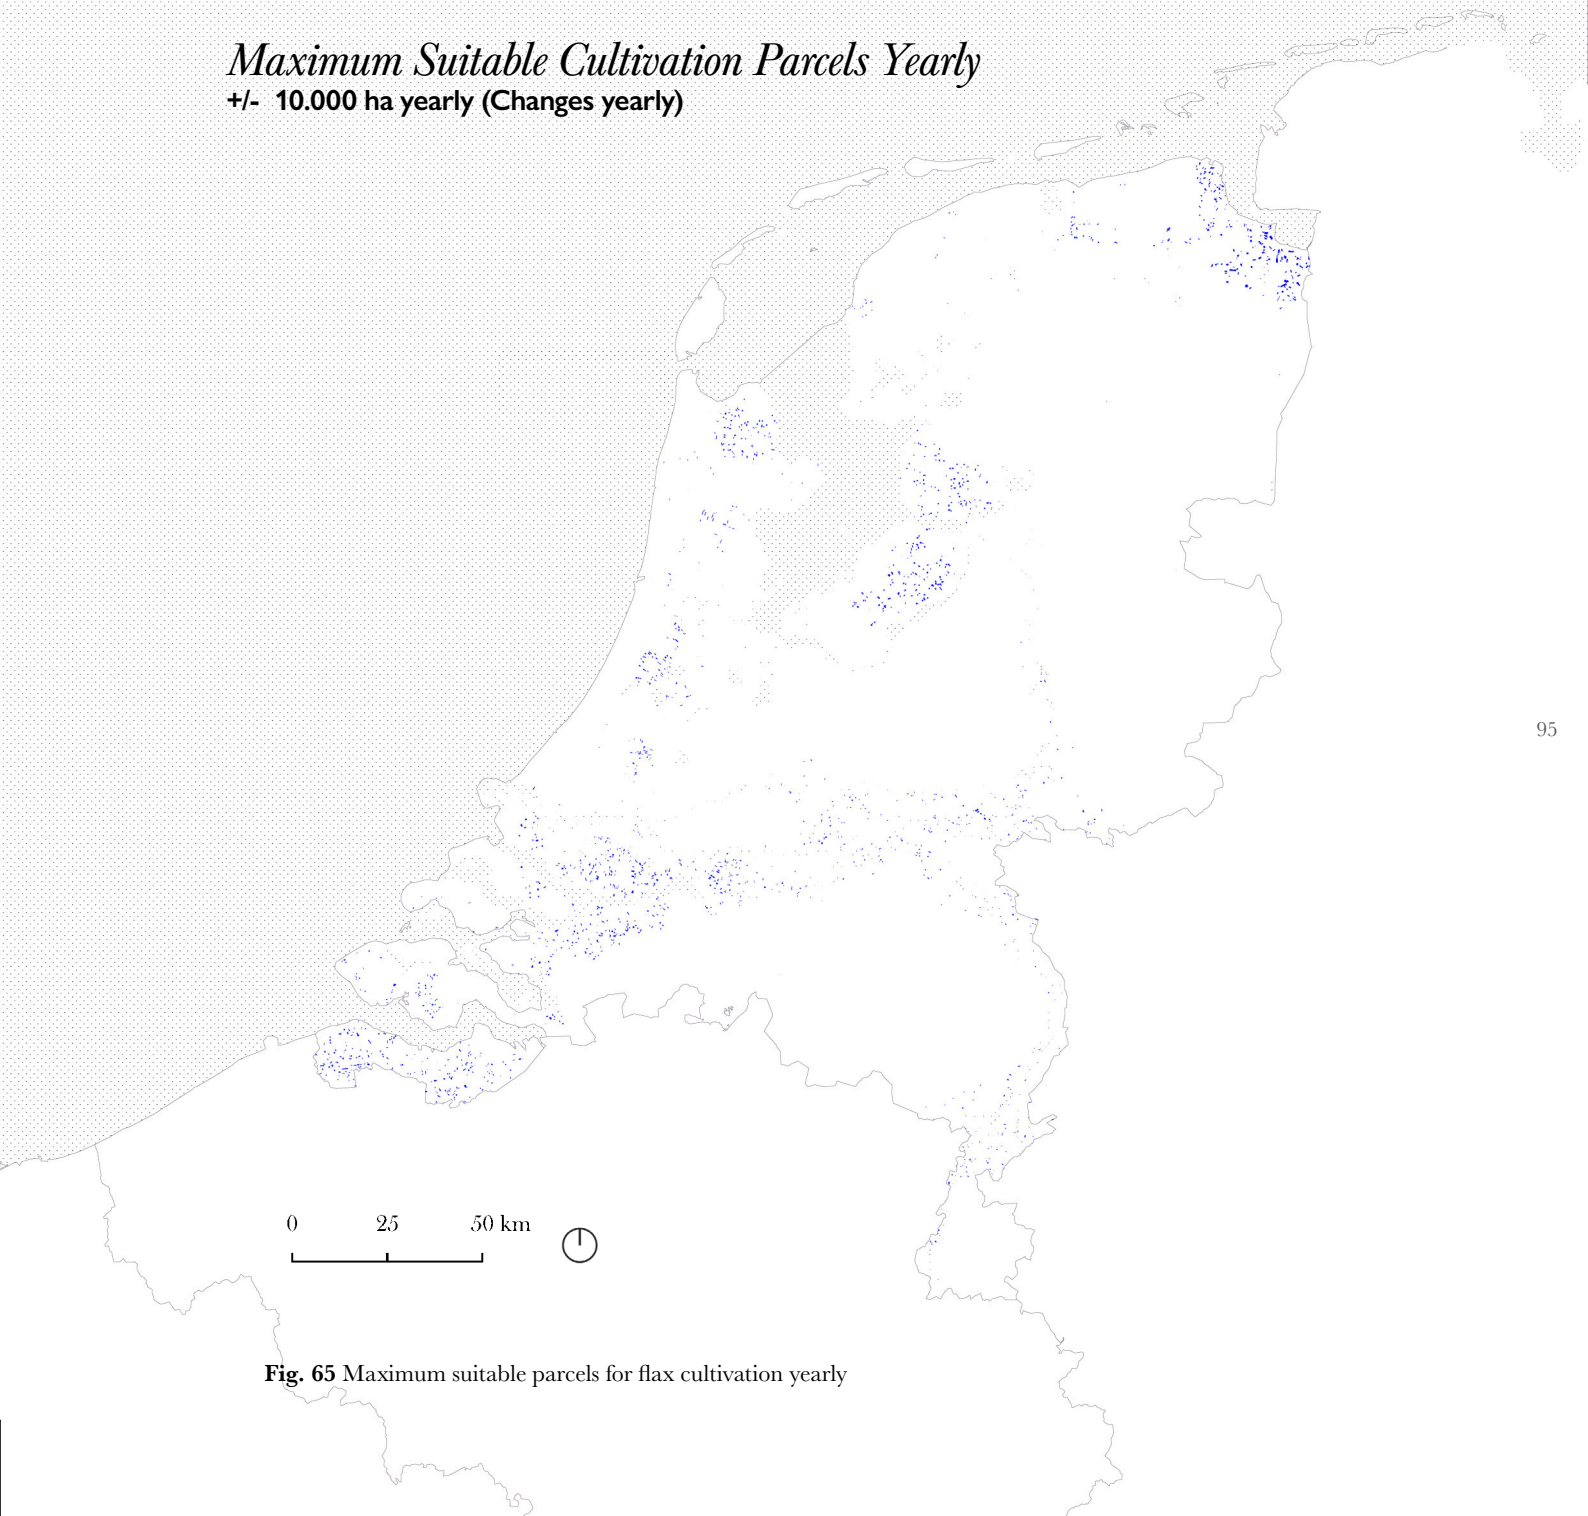 Maximum Suitable Cultivation Parcels Yearly
+/- 10.000 ha yearly (Changes yearly)
95
0 25 50 km
Fig. 65 Maximum suitable parcels for flax cultivation yearly